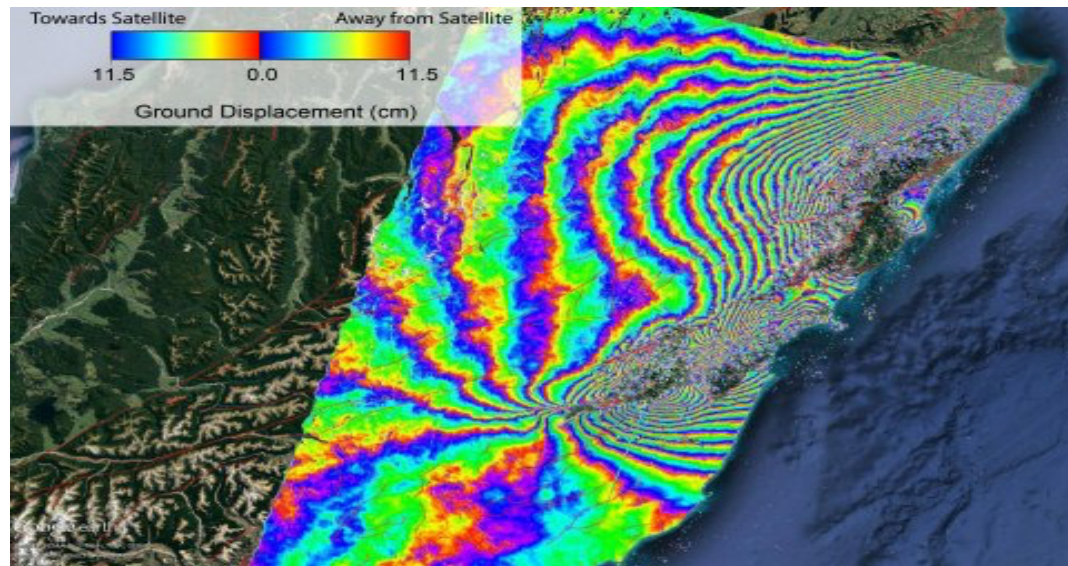 Towards Satellite Away from Satellite
11.5 0.0 11.5
Ground Displacement (cm)